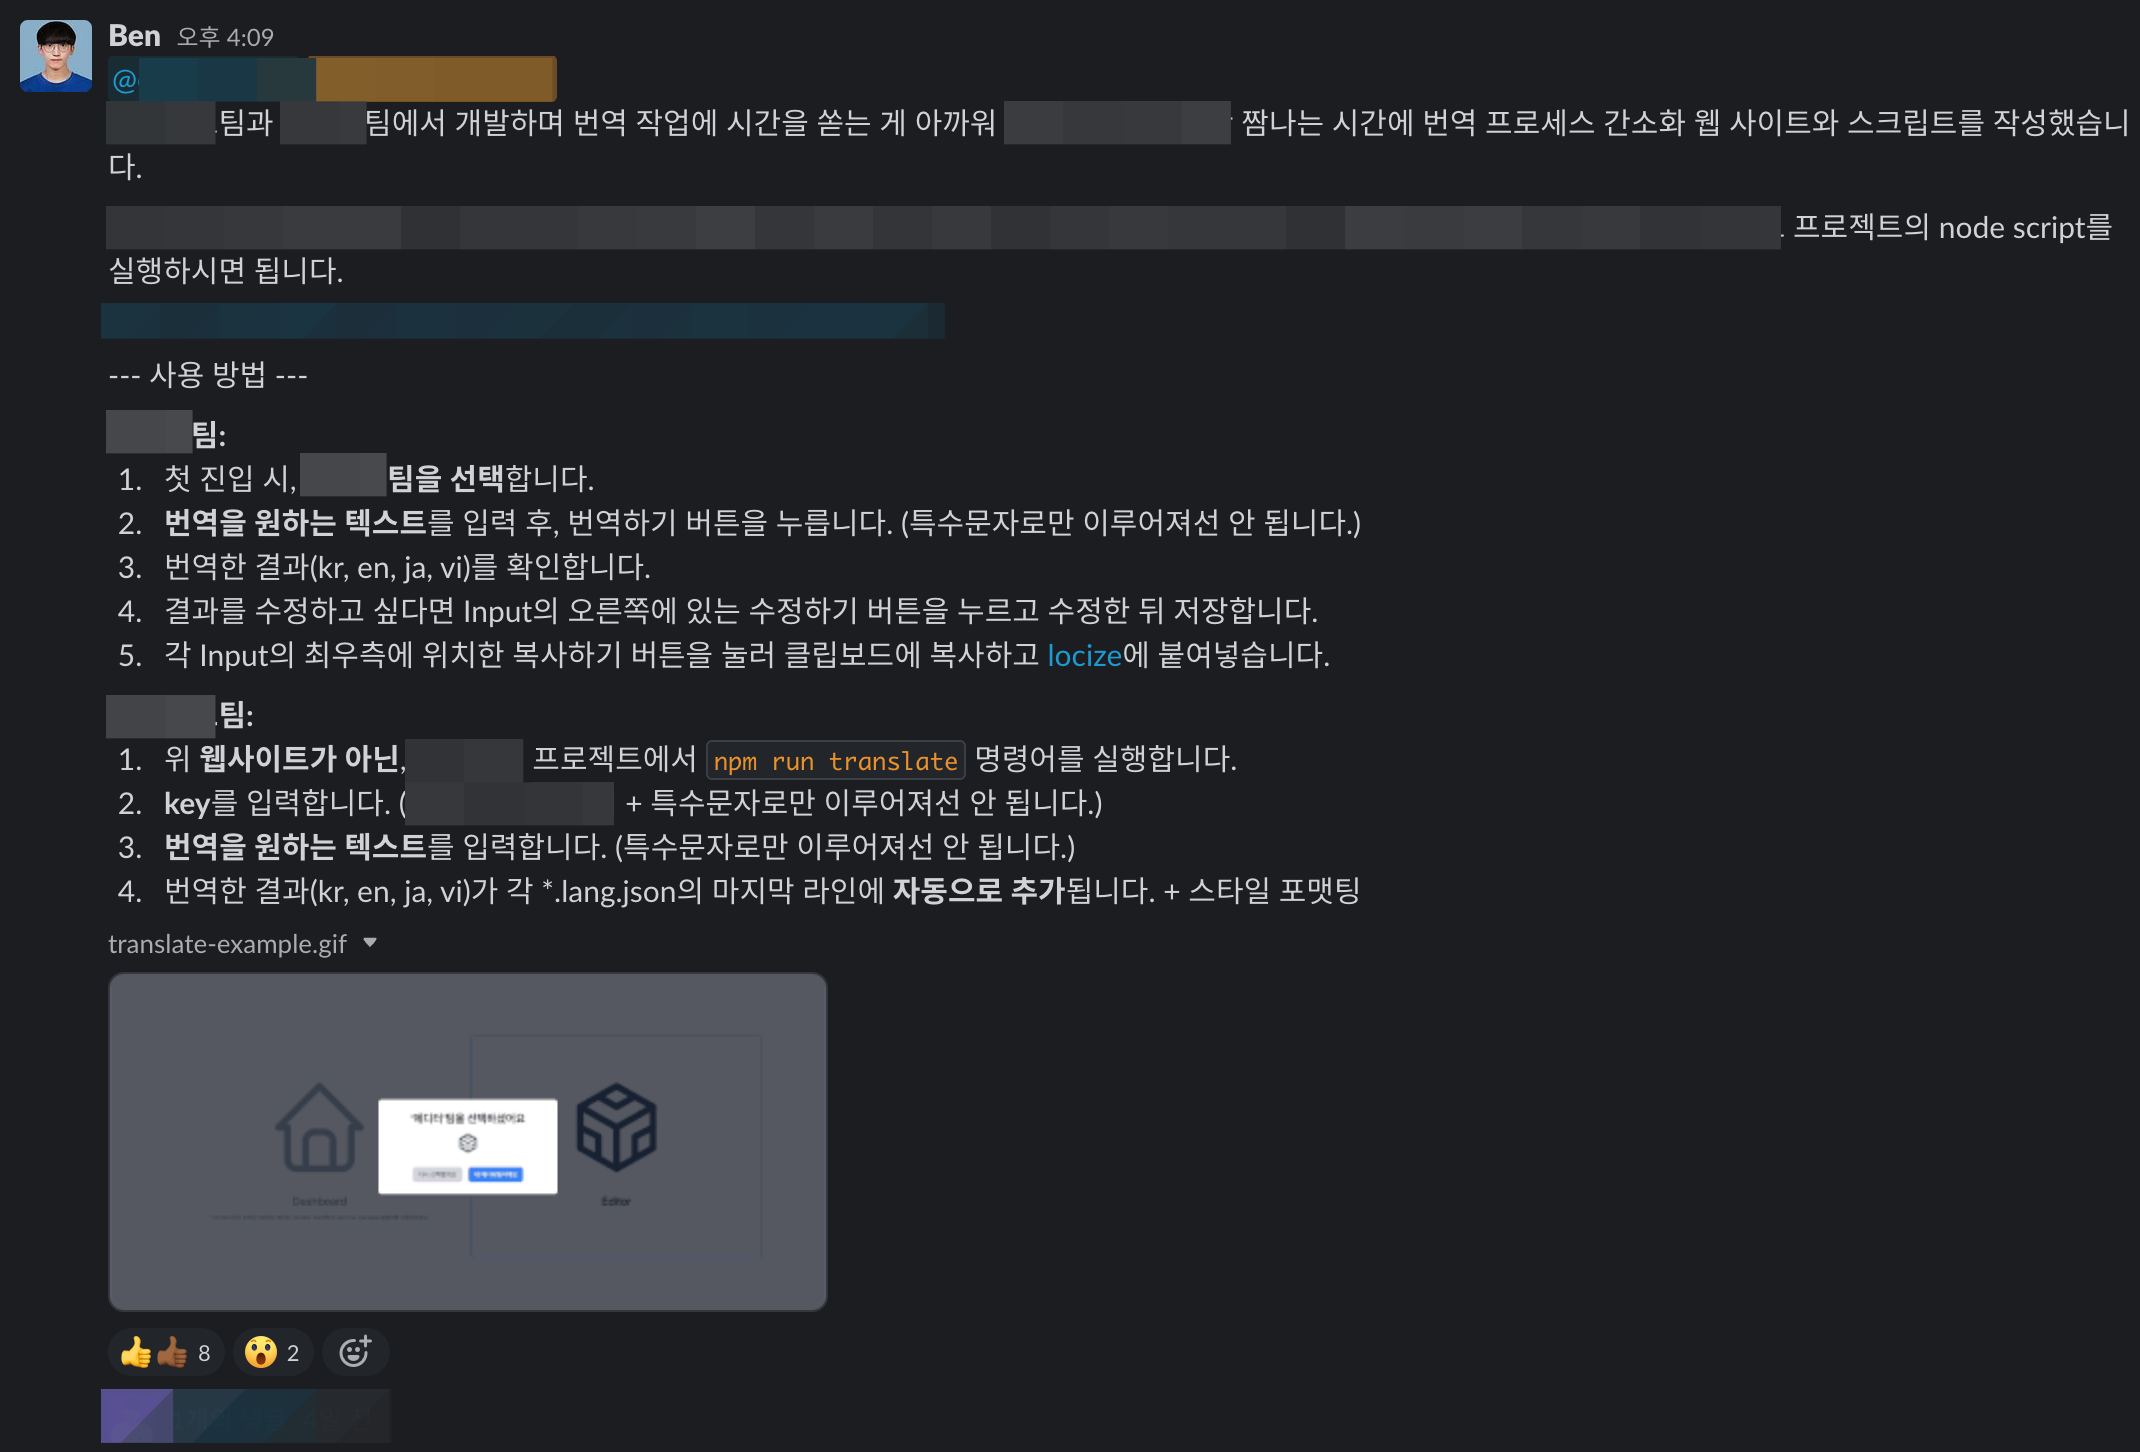 Ben 오후 4:09
@
팀과 팀에서 개발하며 번역 작업에 시간을 쏟는 게 아까워 짬나는 시간에 번역 프로세스 간소화 웹 사이트와 스크립트를 작성했습니
다.
프로젝트의 node script를
실행하시면 됩니다.
--- 사용 방법 ---
팀:
1. 첫 진입 시, 팀을 선택합니다.
2. 번역을 원하는 텍스트를 입력 후, 번역하기 버튼을 누릅니다. (특수문자로만 이루어져선 안 됩니다.)
3. 번역한 결과(kr, en, ja, vi)를 확인합니다.
4. 결과를 수정하고 싶다면 Input의 오른쪽에 있는 수정하기 버튼을 누르고 수정한 뒤 저장합니다.
5. 각 Input의 최우측에 위치한 복사하기 버튼을 눌러 클립보드에 복사하고 locize에 붙여넣습니다.
팀:
1. 위 웹사이트가 아닌, 프로젝트에서 npm run translate 명령어를 실행합니다.
2. key를 입력합니다. ( + 특수문자로만 이루어져선 안 됩니다.)
3. 번역을 원하는 텍스트를 입력합니다. (특수문자로만 이루어져선 안 됩니다.)
4. 번역한 결과(kr, en, ja, vi)가 각 *.lang.json의 마지막 라인에 자동으로 추가됩니다. + 스타일 포맷팅
translate-example.gif
'에디터'팀을 선택하셨어요
Dashboard
Editor
8 2